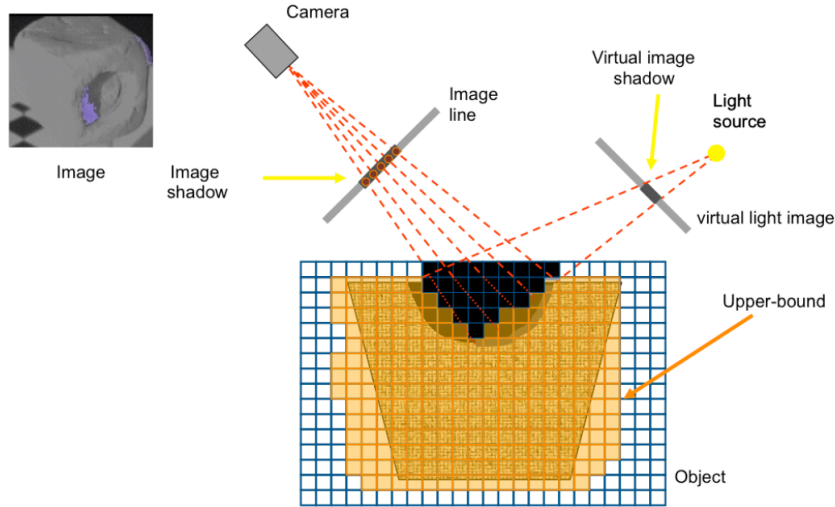 Camera
Image
line
Virtual image
shadow
Light
source
Image
Image
shadow
virtual light image
Upper-bound
Object